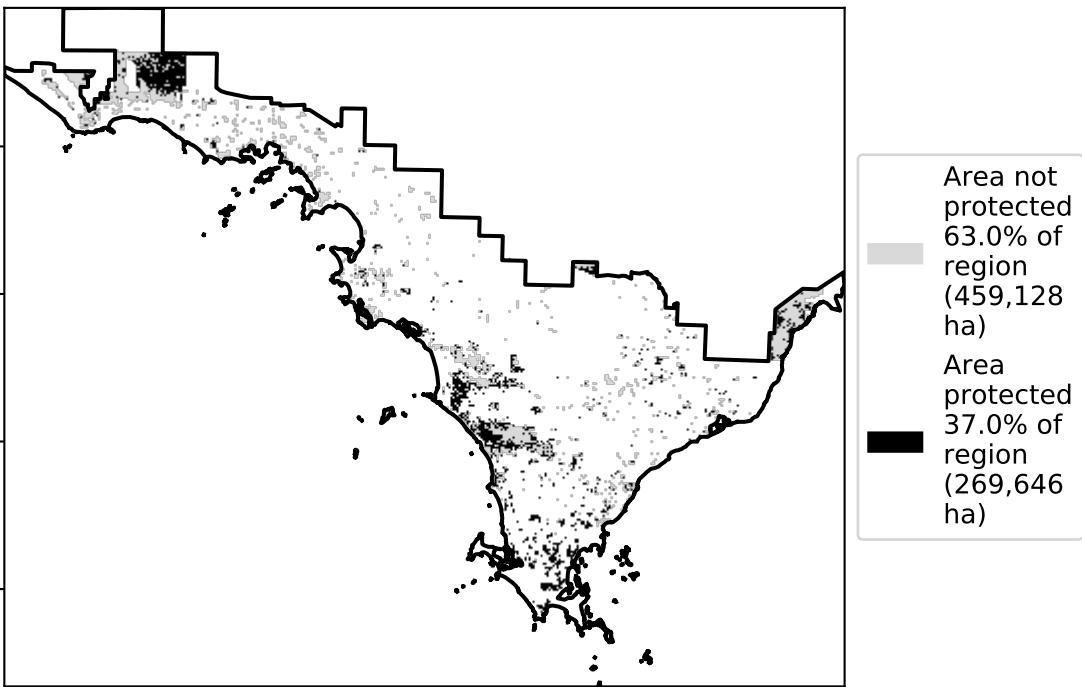 Area not
protected
63.0% of
region
(459,128
ha)
Area
protected
37.0% of
region
(269,646
ha)